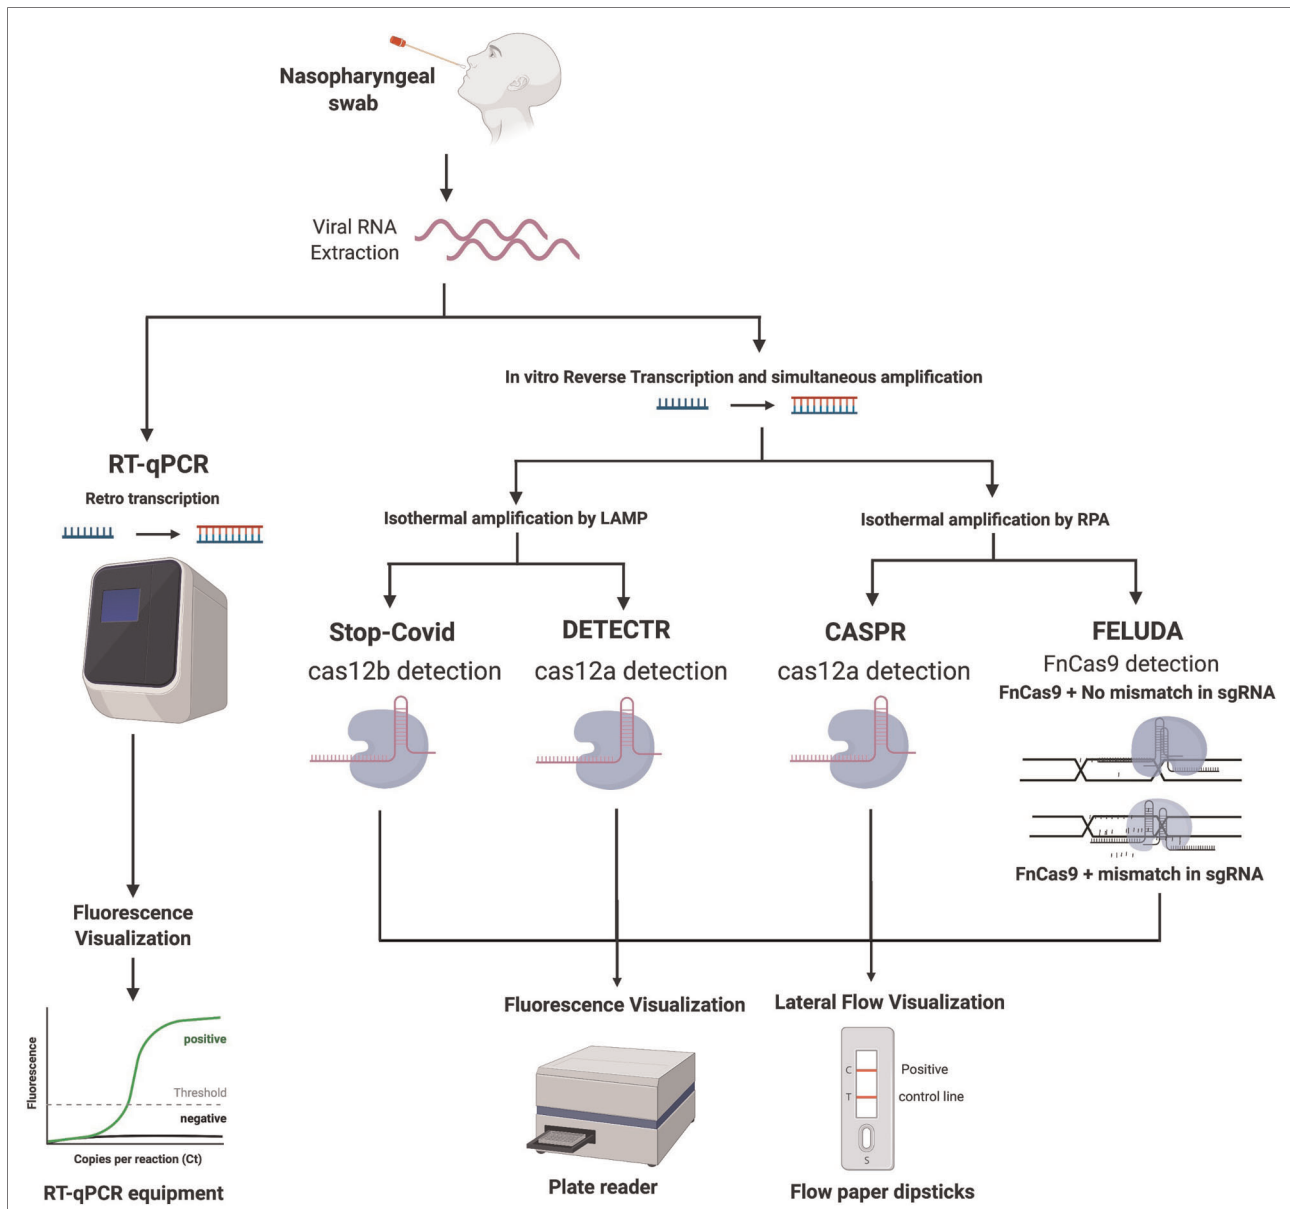 Nasopharyngeal
swab
Viral RNA
Extraction
In vitro Reverse Transcription and simultaneous amplification
RT-qPCR
Retro transcription
Isothermal amplification by LAMP
Isothermal amplification by RPA
Stop-Covid
cas12b detection
DETECTR
cas12a detection
CASPR
cas12a detection
FELUDA
FnCas9 detection
FnCas9 + No mismatch in sgRNA
FnCas9 + mismatch in sgRNA
Fluorescence
Visualization
Fluorescence
positive
Threshold
negative
Copies per reaction (Ct)
RT-qPCR equipment
Fluorescence Visualization
Plate reader
Lateral Flow Visualization
C
Positive
T
control line
S
Flow paper dipsticks